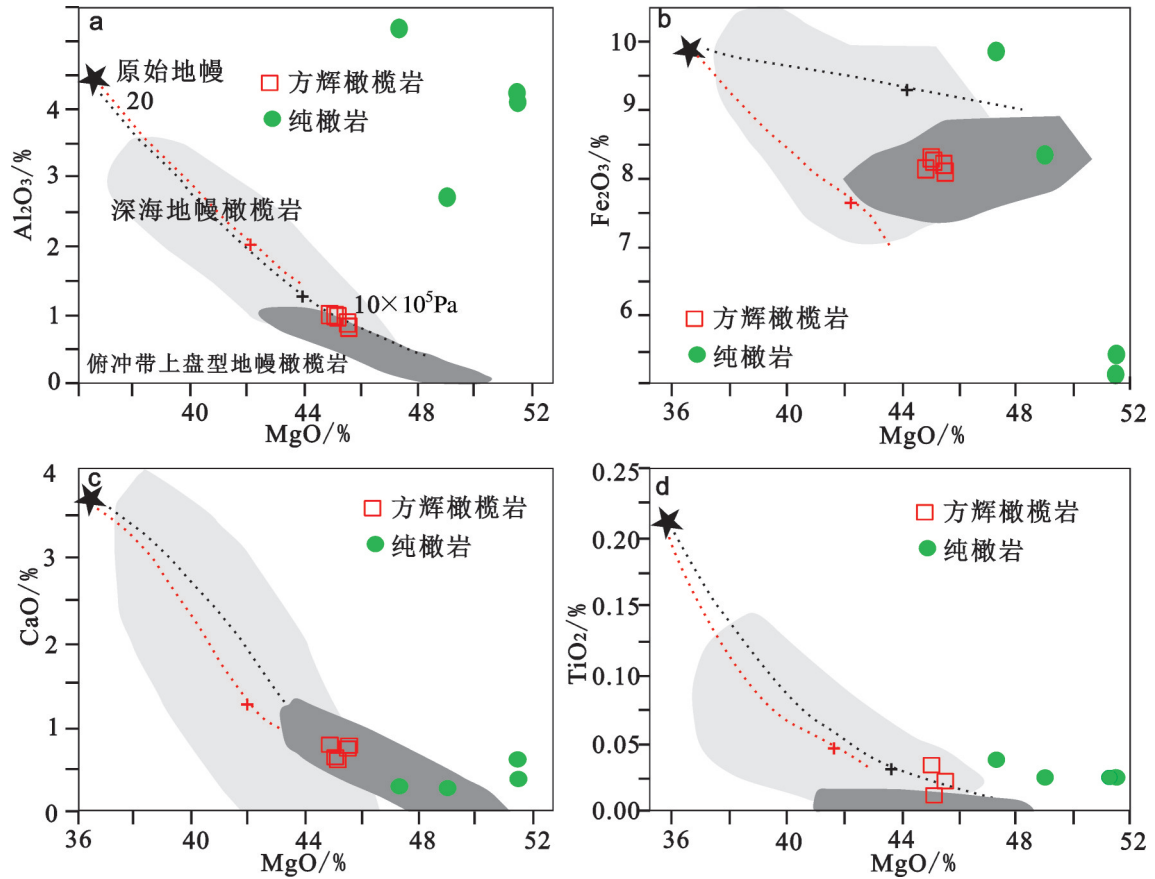 a
4
3
2
1
0
Al₂O₃/%
原始地幔
20
方辉橄榄岩
纯橄岩
深海地幔橄榄岩
10×10⁵Pa
俯冲带上盘型地幔橄榄岩
40
44
48
52
MgO/%
b
10
9
8
7
6
Fe₂O₃/%
方辉橄榄岩
纯橄岩
36
40
44
48
52
MgO/%
c
4
3
2
1
0
CaO/%
方辉橄榄岩
纯橄岩
36
40
44
48
52
MgO/%
d
0.25
0.20
0.15
0.10
0.05
0.00
TiO₂/%
方辉橄榄岩
纯橄岩
36
40
44
48
52
MgO/%